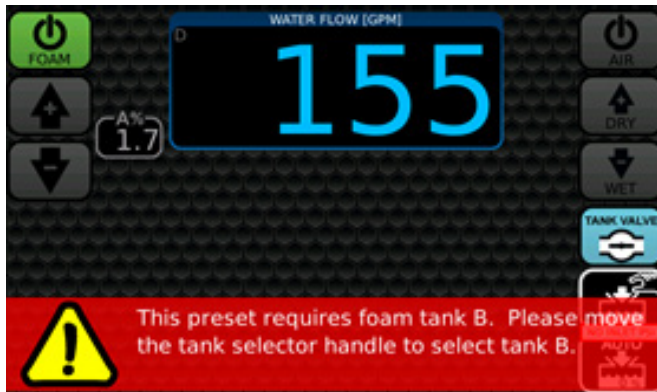 WATER FLOW [GPM]
FOAM
D
155
AIR
A%
1.7
DRY
WET
TANK VALVE
This preset requires foam tank B. Please move
the tank selector handle to select tank B.
AUTO